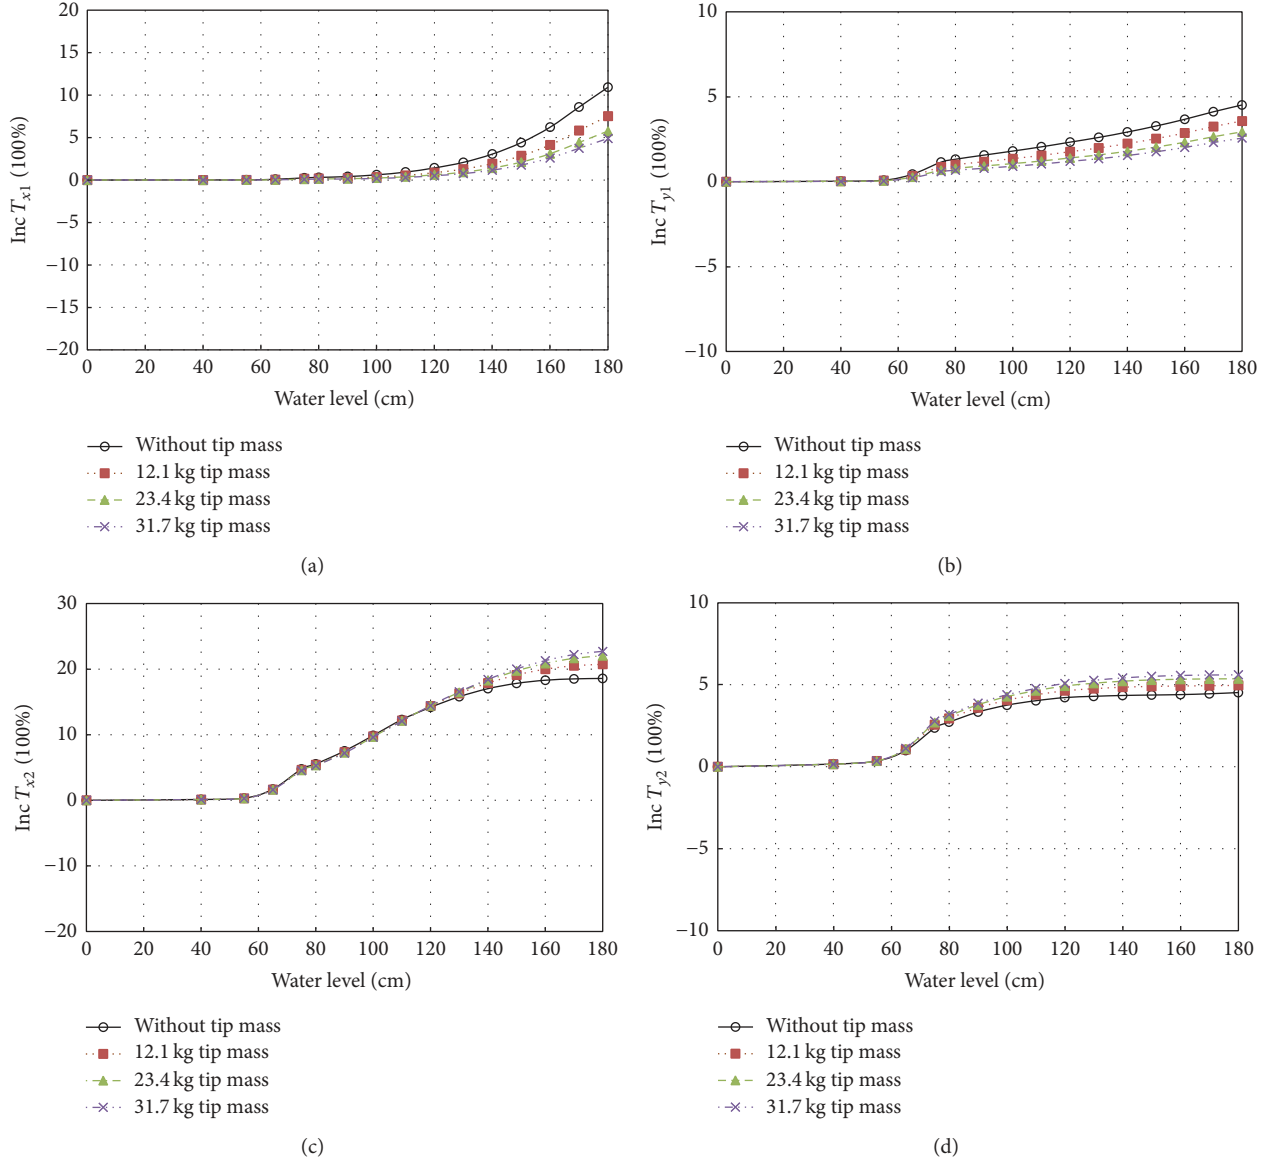 20
15
10
5
0
−5
−10
−15
−20
Inc T_x1 (100%)
0 20 40 60 80 100 120 140 160 180
Water level (cm)
Without tip mass
12.1 kg tip mass
23.4 kg tip mass
31.7 kg tip mass
(a)
10
5
0
−5
−10
Inc T_y1 (100%)
0 20 40 60 80 100 120 140 160 180
Water level (cm)
Without tip mass
12.1 kg tip mass
23.4 kg tip mass
31.7 kg tip mass
(b)
30
20
10
0
−10
−20
Inc T_x2 (100%)
0 20 40 60 80 100 120 140 160 180
Water level (cm)
Without tip mass
12.1 kg tip mass
23.4 kg tip mass
31.7 kg tip mass
(c)
10
5
0
−5
−10
Inc T_y2 (100%)
0 20 40 60 80 100 120 140 160 180
Water level (cm)
Without tip mass
12.1 kg tip mass
23.4 kg tip mass
31.7 kg tip mass
(d)